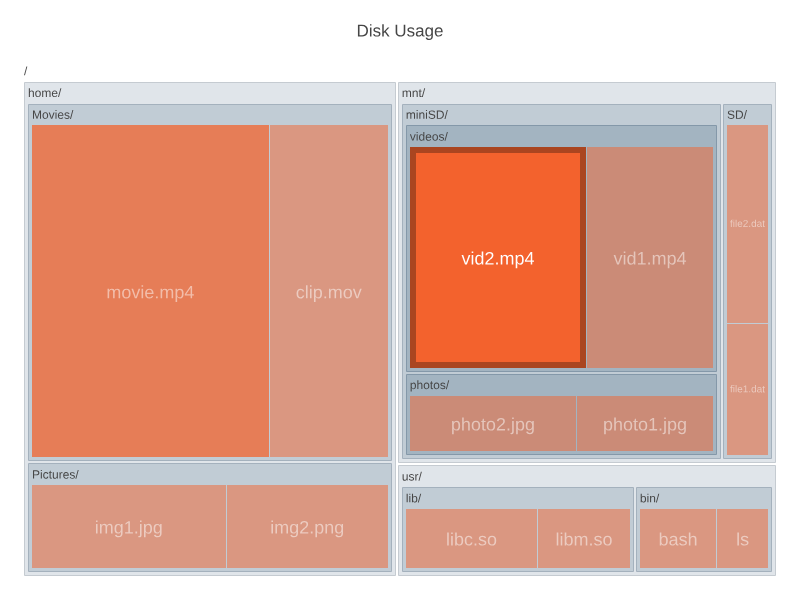 Disk Usage
/
home/
Movies/
movie.mp4
clip.mov
Pictures/
img1.jpg
img2.png
mnt/
miniSD/
videos/
vid2.mp4
vid1.mp4
photos/
photo2.jpg
photo1.jpg
SD/
file2.dat
file1.dat
usr/
lib/
libc.so
libm.so
bin/
bash
ls